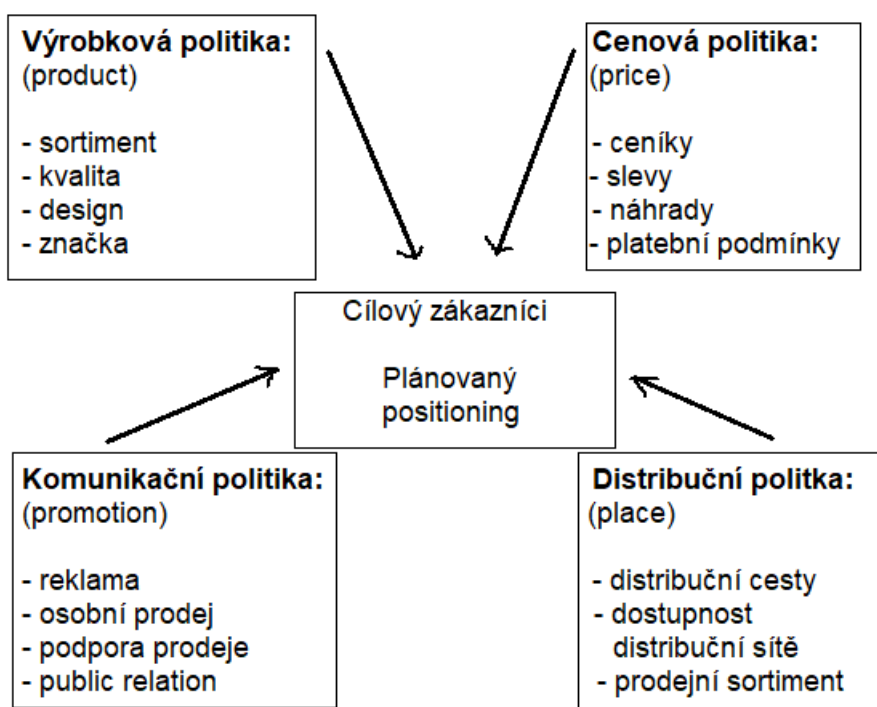 Výrobková politika:
(product)
- sortiment
- kvalita
- design
- značka
Cenová politika:
(price)
- ceníky
- slevy
- náhrady
- platební podmínky
Cílový zákazníci
Plánovaný
positioning
Komunikační politika:
(promotion)
- reklama
- osobní prodej
- podpora prodeje
- public relation
Distribuční politka:
(place)
- distribuční cesty
- dostupnost
distribuční sítě
- prodejní sortiment